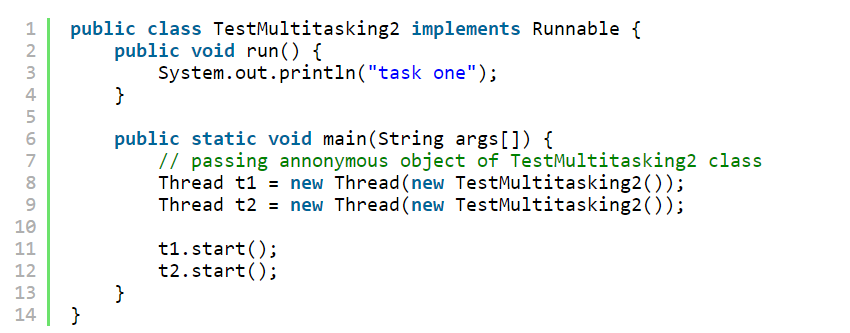 1 public class TestMultitasking2 implements Runnable {
2     public void run() {
3         System.out.println("task one");
4     }
5
6     public static void main(String args[]) {
7         // passing annonymous object of TestMultitasking2 class
8         Thread t1 = new Thread(new TestMultitasking2());
9         Thread t2 = new Thread(new TestMultitasking2());
10
11         t1.start();
12         t2.start();
13     }
14 }